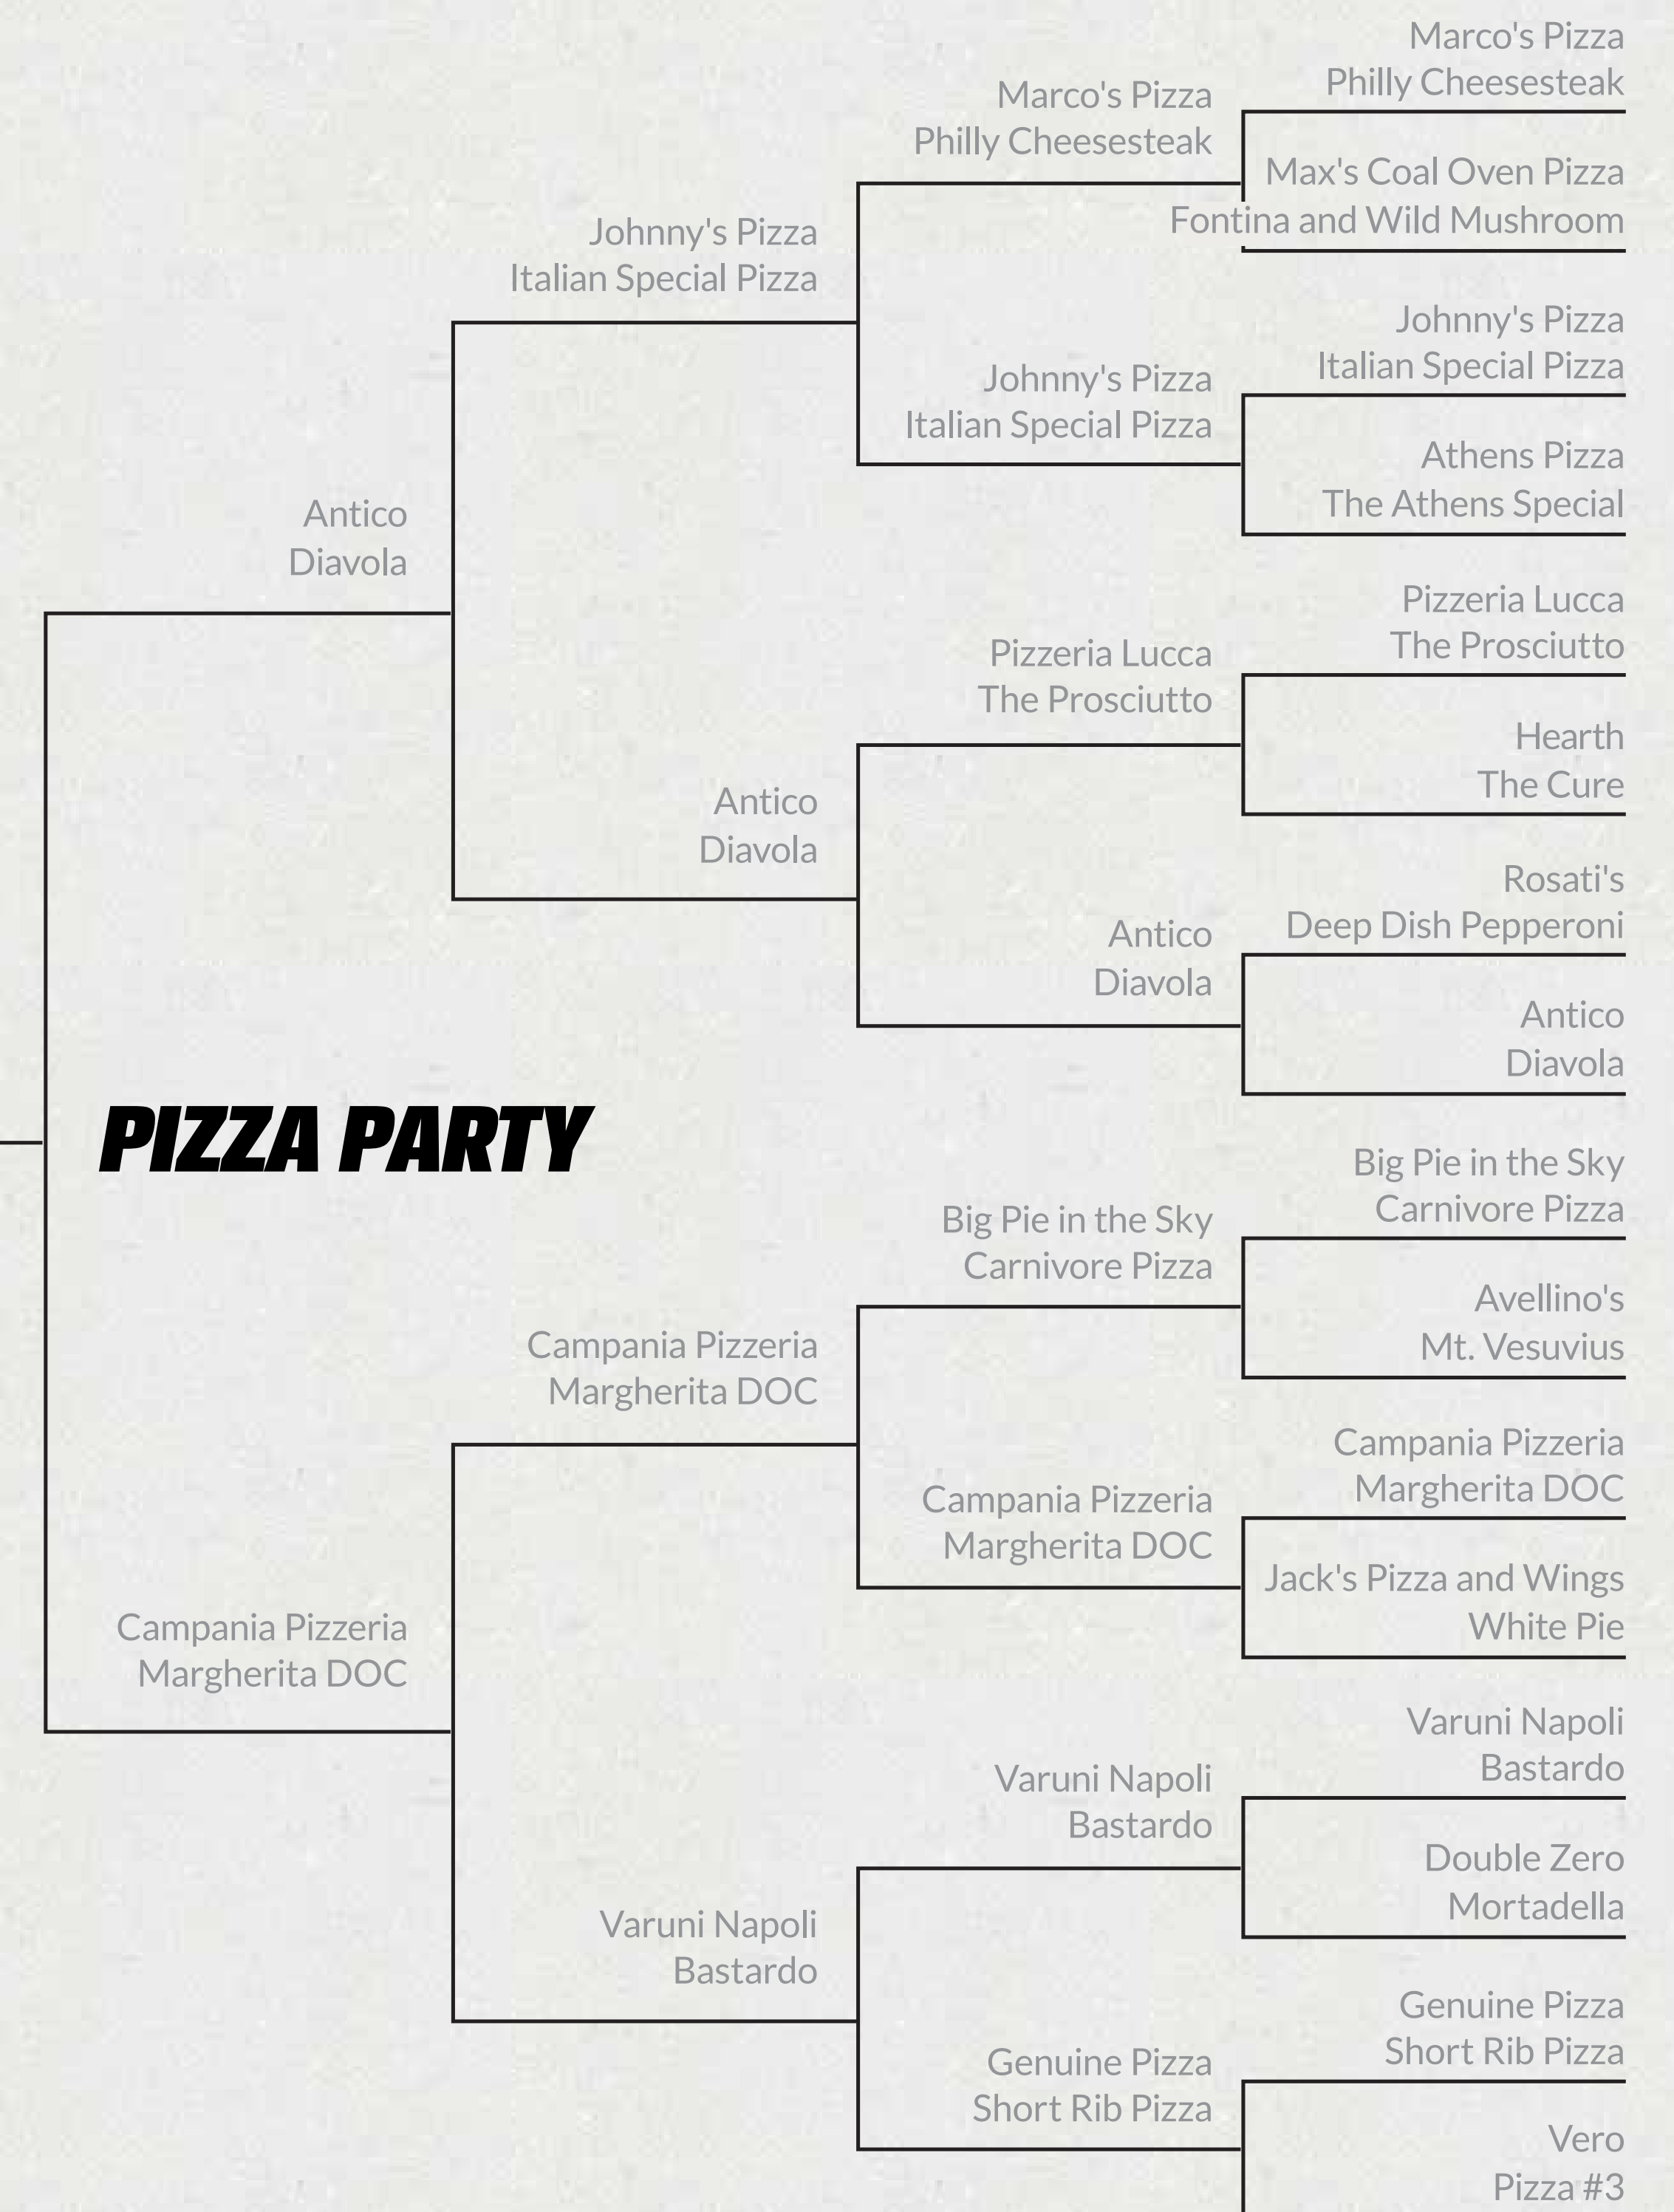 Marco's Pizza
Philly Cheesesteak
Max's Coal Oven Pizza
Fontina and Wild Mushroom
Johnny's Pizza
Italian Special Pizza
Athens Pizza
The Athens Special
Pizzeria Lucca
The Prosciutto
Hearth
The Cure
Rosati's
Deep Dish Pepperoni
Antico
Diavola
Big Pie in the Sky
Carnivore Pizza
Avellino's
Mt. Vesuvius
Campania Pizzeria
Margherita DOC
Jack's Pizza and Wings
White Pie
Varuni Napoli
Bastardo
Double Zero
Mortadella
Genuine Pizza
Short Rib Pizza
Vero
Pizza #3
Marco's Pizza
Philly Cheesesteak
Johnny's Pizza
Italian Special Pizza
Pizzeria Lucca
The Prosciutto
Antico
Diavola
Big Pie in the Sky
Carnivore Pizza
Campania Pizzeria
Margherita DOC
Varuni Napoli
Bastardo
Genuine Pizza
Short Rib Pizza
Johnny's Pizza
Italian Special Pizza
Antico
Diavola
Campania Pizzeria
Margherita DOC
Varuni Napoli
Bastardo
Antico
Diavola
Campania Pizzeria
Margherita DOC
PIZZA PARTY